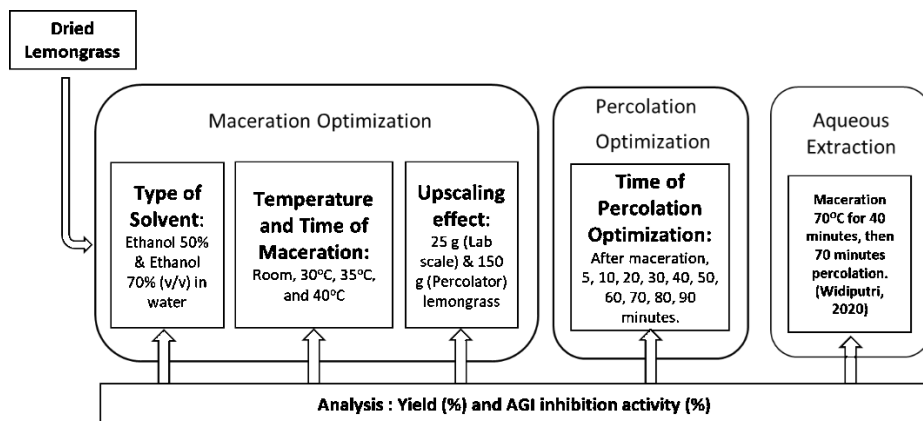 Dried
Lemongrass
Maceration Optimization
Type of
Solvent:
Ethanol 50%
& Ethanol
70% (v/v) in
water
Temperature
and Time of
Maceration:
Room, 30°C, 35°C,
and 40°C
Upscaling
effect:
25 g (Lab
scale) & 150
g (Percolator)
lemongrass
Percolation
Optimization
Time of
Percolation
Optimization:
After maceration,
5, 10, 20, 30, 40, 50,
60, 70, 80, 90
minutes.
Aqueous
Extraction
Maceration
70°C for 40
minutes, then
70 minutes
percolation.
(Widiputri,
2020)
Analysis : Yield (%) and AGI inhibition activity (%)